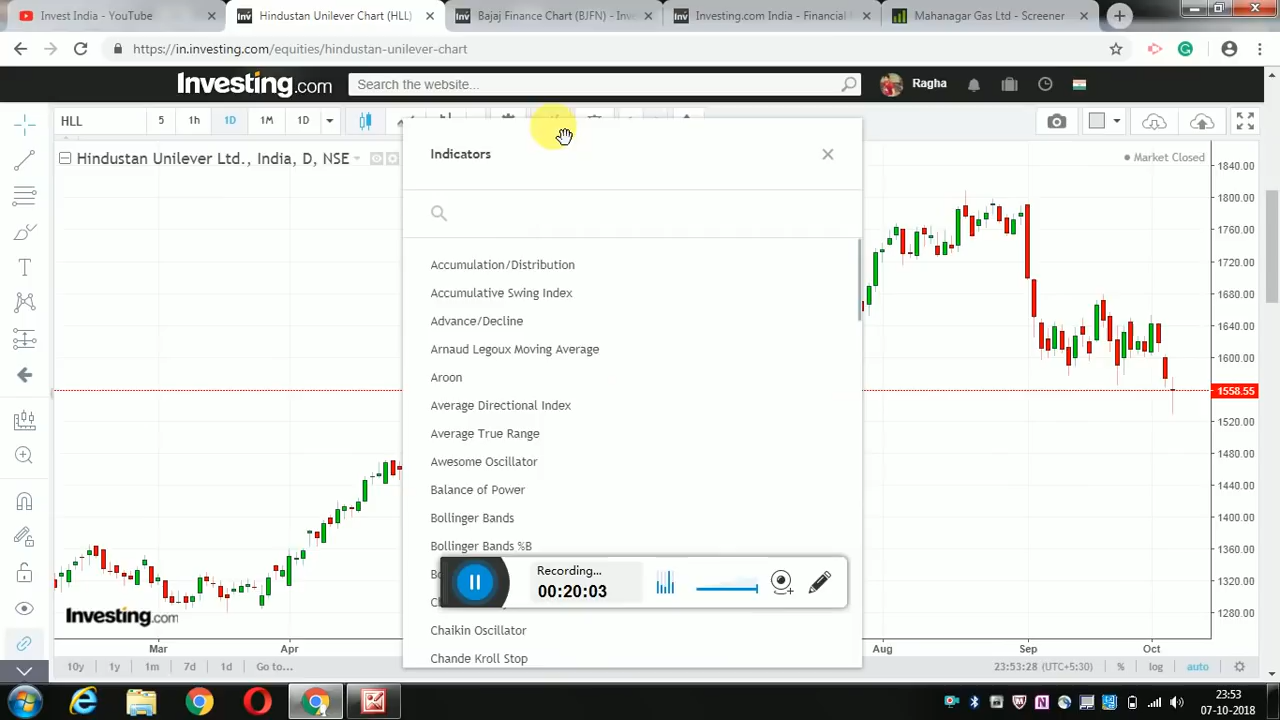 Invest India - YouTube
Hindustan Unilever Chart (HLL)
Bajaj Finance Chart (BJFN) - Inve
Investing.com India - Financial
Mahanagar Gas Ltd - Screener
https://in.investing.com/equities/hindustan-unilever-chart
Investing.com
Search the website...
Ragha
HLL
5
1h
1D
1M
1D
Hindustan Unilever Ltd., India, D, NSE
Market Closed
Indicators
Accumulation/Distribution
Accumulative Swing Index
Advance/Decline
Arnaud Legoux Moving Average
Aroon
Average Directional Index
Average True Range
Awesome Oscillator
Balance of Power
Bollinger Bands
Bollinger Bands %B
Recording...
00:20:03
Chaikin Oscillator
Chande Kroll Stop
1840.00
1800.00
1760.00
1720.00
1680.00
1640.00
1600.00
1558.55
1520.00
1480.00
1440.00
1400.00
1360.00
1320.00
1280.00
Investing.com
Mar
Apr
Aug
Sep
Oct
10y
1y
1m
7d
1d
Go to...
23:53:28 (UTC+5:30)
%
log
auto
23:53
07-10-2018